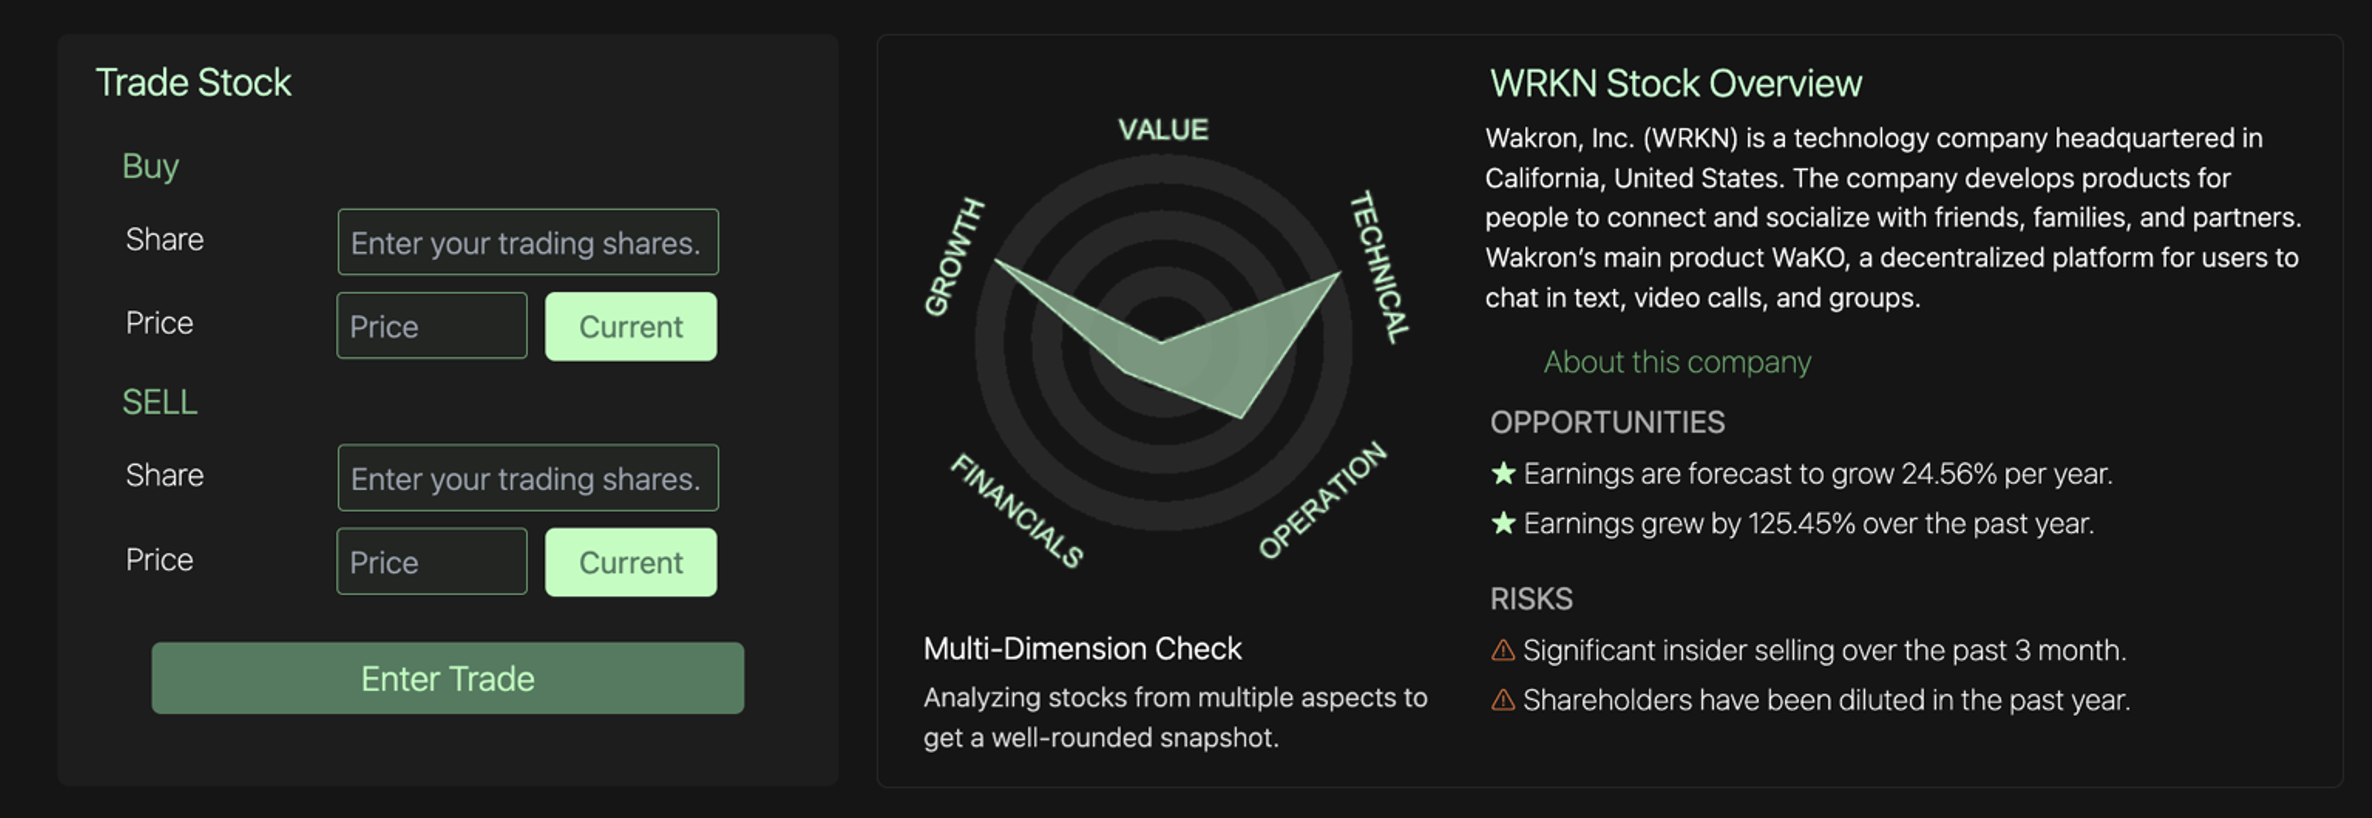 Trade Stock
Buy
Share
Enter your trading shares.
Price
Price
Current
SELL
Share
Enter your trading shares.
Price
Price
Current
Enter Trade
VALUE
TECHNICAL
OPERATION
FINANCIALS
GROWTH
Multi-Dimension Check
Analyzing stocks from multiple aspects to
get a well-rounded snapshot.
WRKN Stock Overview
Wakron, Inc. (WRKN) is a technology company headquartered in
California, United States. The company develops products for
people to connect and socialize with friends, families, and partners.
Wakron’s main product WaKO, a decentralized platform for users to
chat in text, video calls, and groups.
About this company
OPPORTUNITIES
Earnings are forecast to grow 24.56% per year.
Earnings grew by 125.45% over the past year.
RISKS
Significant insider selling over the past 3 month.
Shareholders have been diluted in the past year.